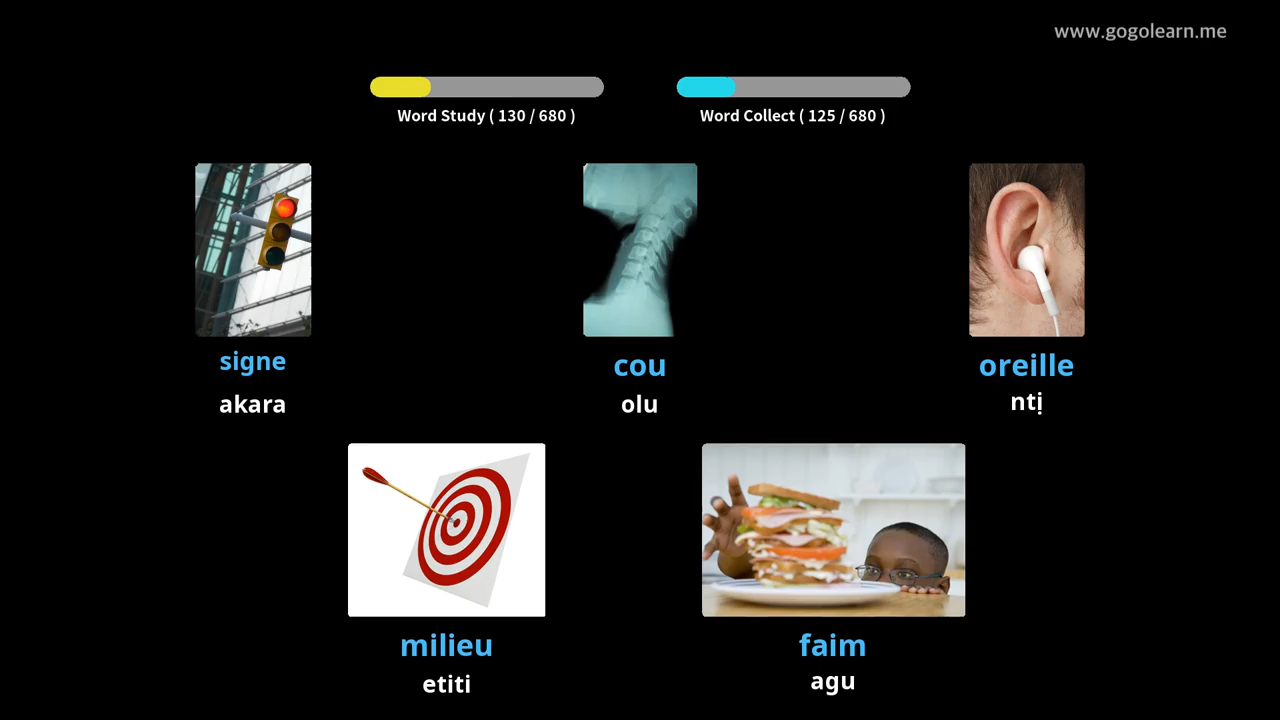 www.gogolearn.me
Word Study ( 130 / 680 )
Word Collect ( 125 / 680 )
signe
akara
cou
olu
oreille
ntị
milieu
etiti
faim
agu